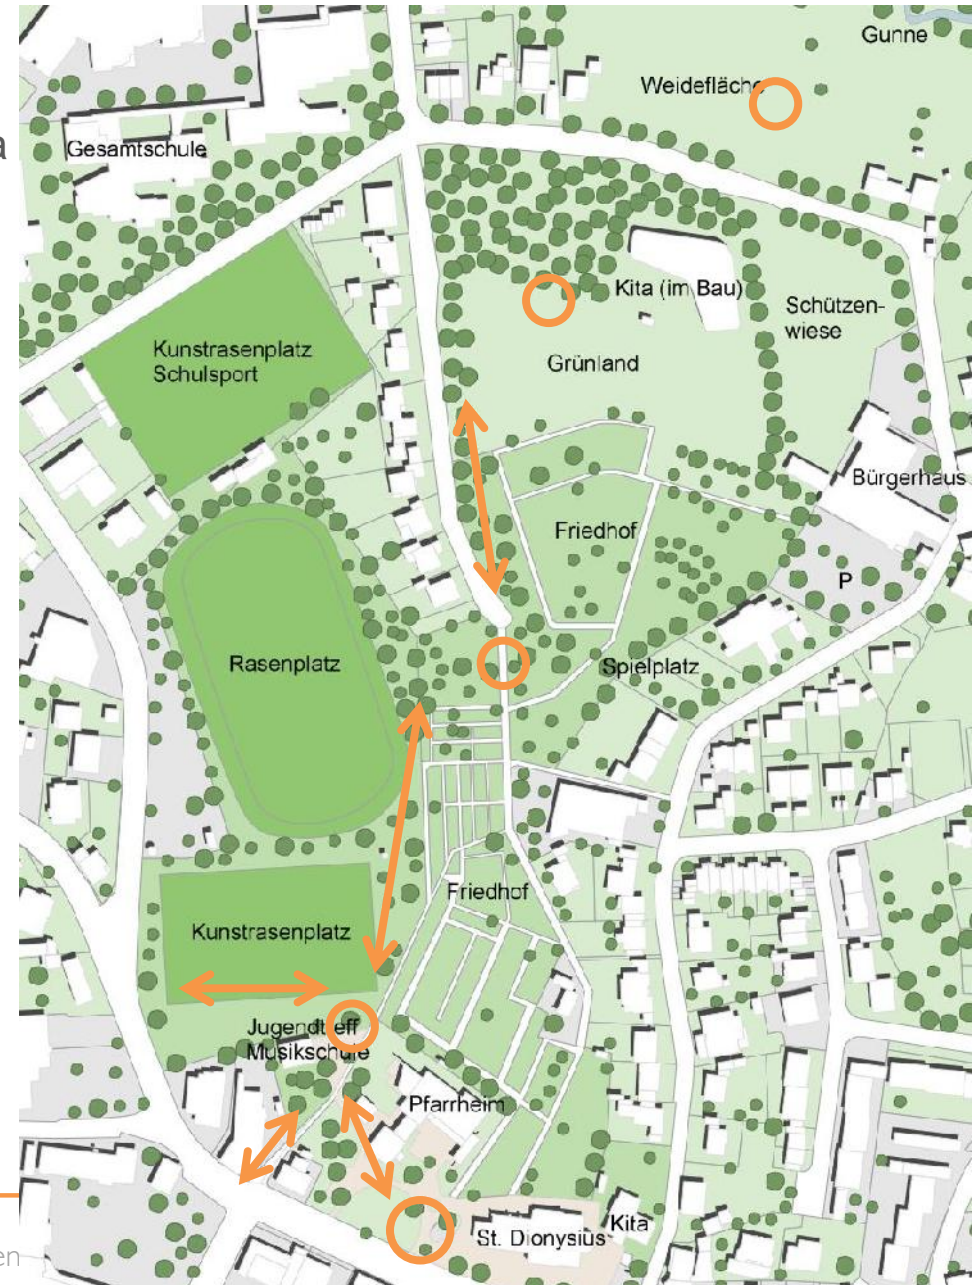 Gunne
Weidefläche
a
Gesamtschule
Kita (im Bau)
Schützen-
wiese
Kunstrasenplatz
Schulsport
Grünland
Bürgerhaus
Friedhof
P
Rasenplatz
Spielplatz
Friedhof
Kunstrasenplatz
Jugendtreff
Musikschule
Pfarrheim
Kita
St. Dionysius
en